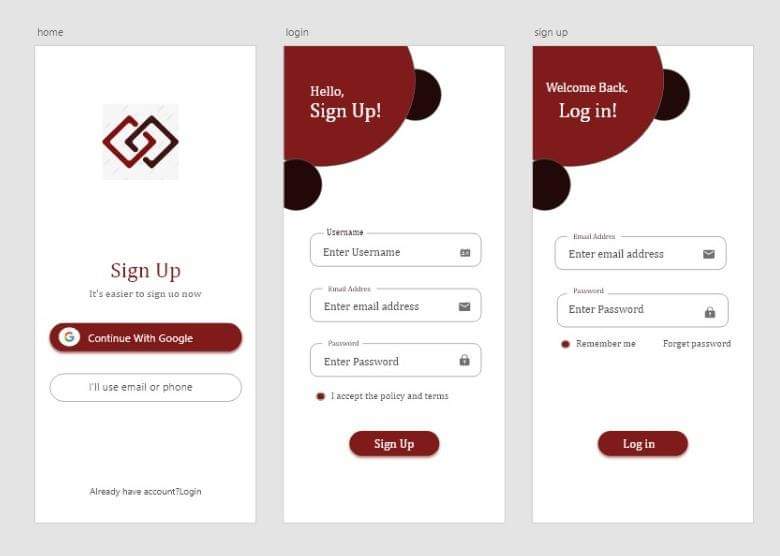 home
Sign Up
It's easier to sign uo now
Continue With Google
I'll use email or phone
Already have account?Login
login
Hello,
Sign Up!
Username
Enter Username
Email Addres
Enter email address
Password
Enter Password
I accept the policy and terms
Sign Up
sign up
Welcome Back,
Log in!
Email Addres
Enter email address
Password
Enter Password
Remember me Forget password
Log in